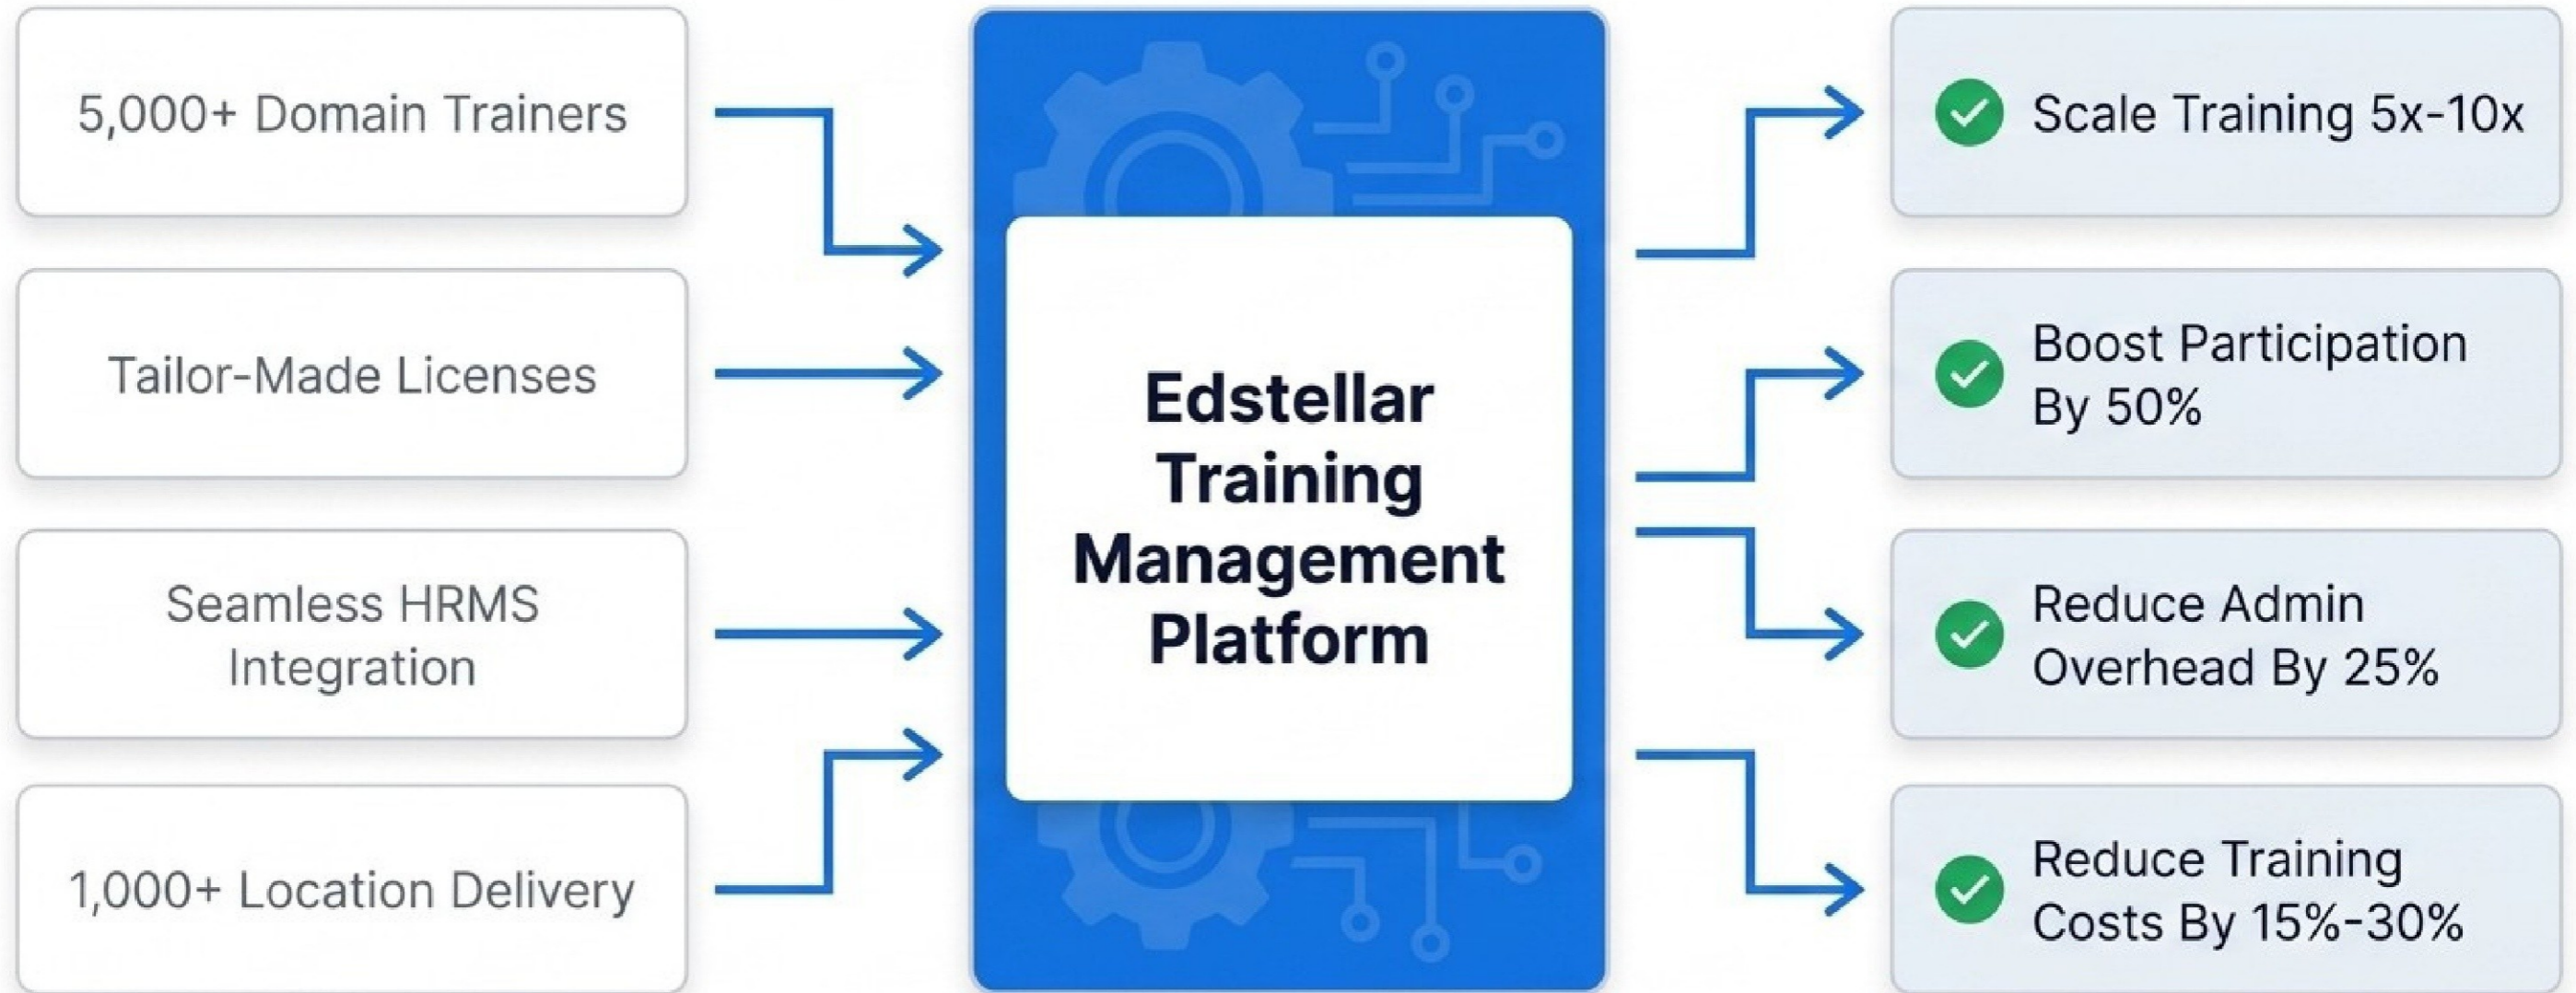 5,000+ Domain Trainers
Tailor-Made Licenses
Seamless HRMS
Integration
1,000+ Location Delivery
Edstellar
Training
Management
Platform
Scale Training 5x-10x
Boost Participation
By 50%
Reduce Admin
Overhead By 25%
Reduce Training
Costs By 15%-30%